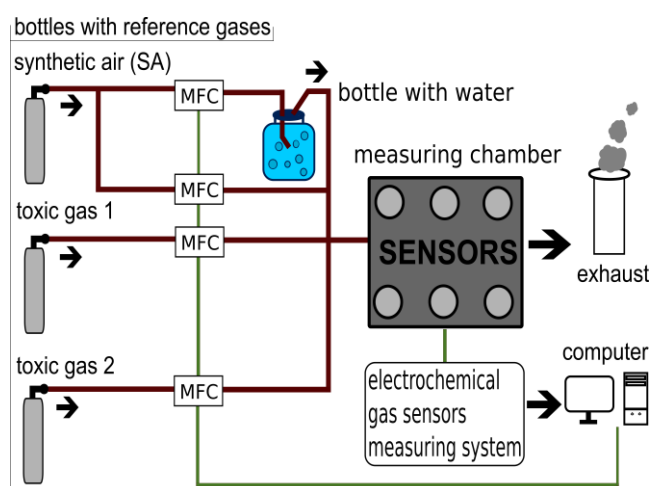 bottles with reference gases
synthetic air (SA)
MFC
bottle with water
measuring chamber
MFC
toxic gas 1
MFC
SENSORS
exhaust
toxic gas 2
MFC
electrochemical
gas sensors
measuring system
computer